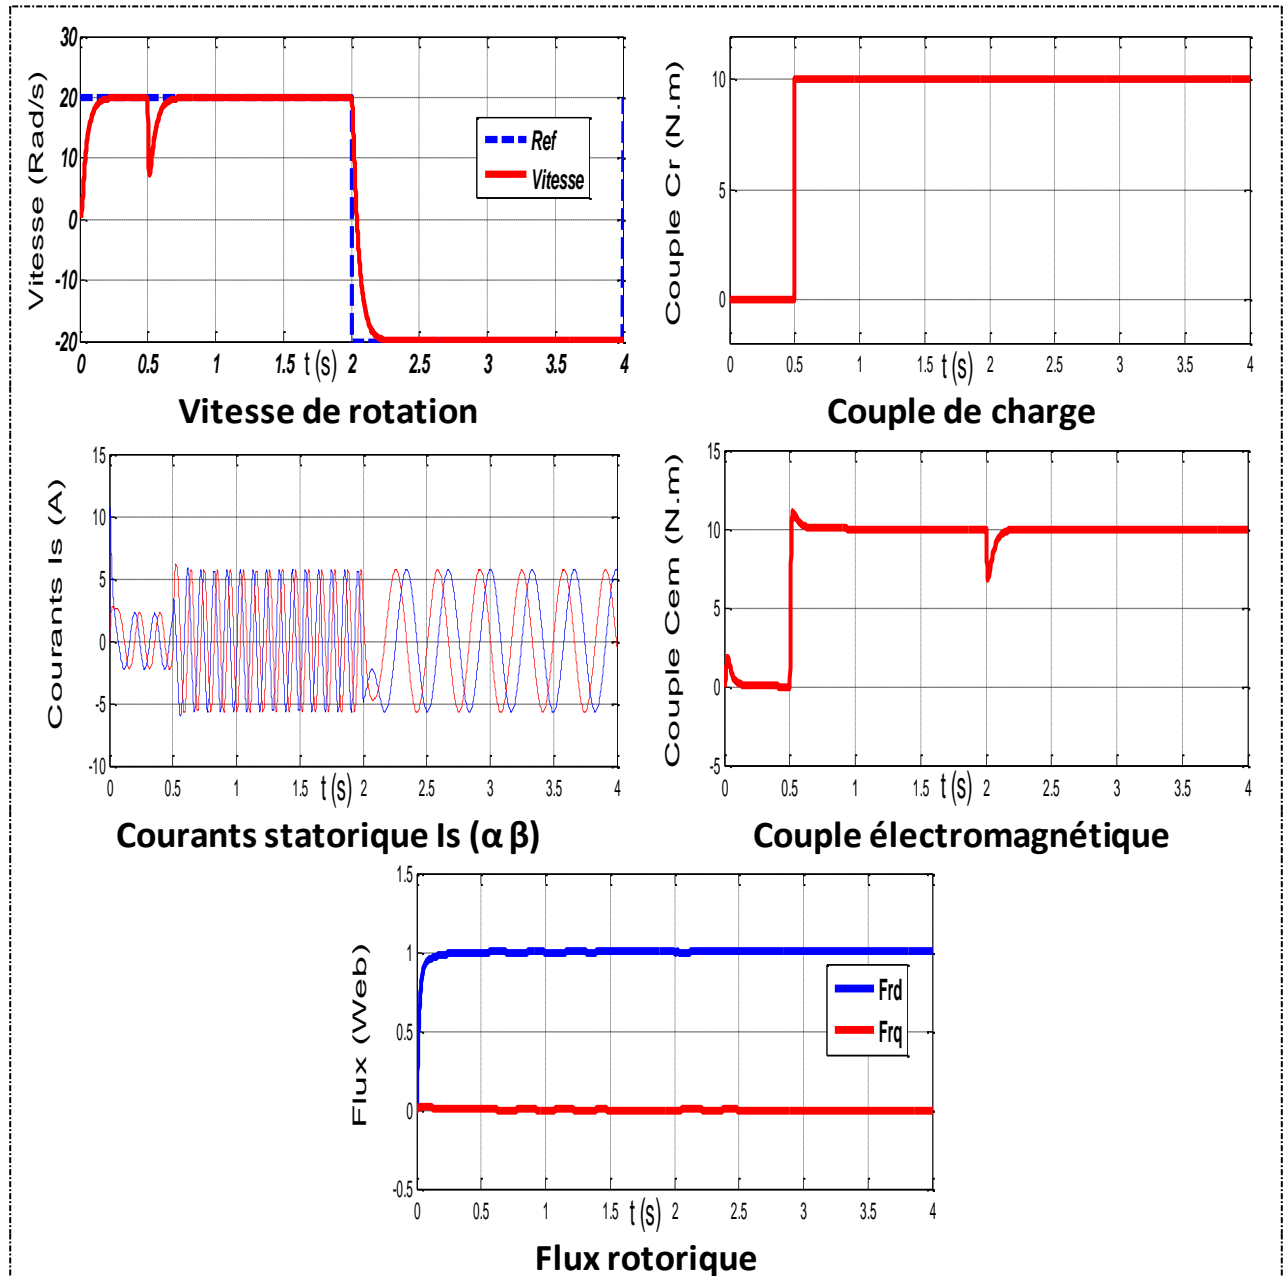 Vitesse (Rad/s)
30
20
10
0
-10
-20
0 0.5 1 1.5 2 2.5 3 3.5 4
t (s)
Ref
Vitesse
Vitesse de rotation
Couple Cr (N.m)
10
5
0
0 0.5 1 1.5 2 2.5 3 3.5 4
t (s)
Couple de charge
Courants Is (A)
15
10
5
0
-5
-10
0 0.5 1 1.5 2 2.5 3 3.5 4
t (s)
Courants statorique Is (α β)
Couple Cem (N.m)
15
10
5
0
-5
0 0.5 1 1.5 2 2.5 3 3.5 4
t (s)
Couple électromagnétique
Flux (Web)
1.5
1
0.5
0
-0.5
0 0.5 1 1.5 2 2.5 3 3.5 4
t (s)
Frd
Frq
Flux rotorique